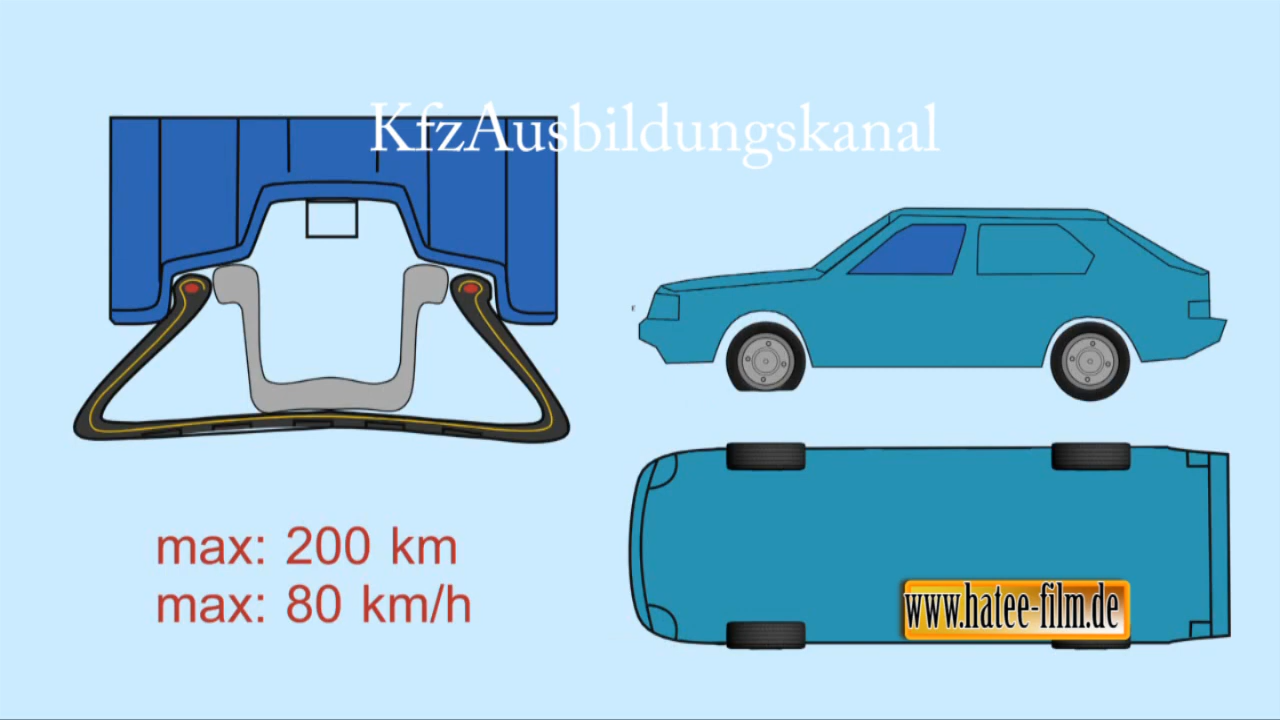 KfzAusbildungskanal
max: 200 km
max: 80 km/h
www.hatee-film.de